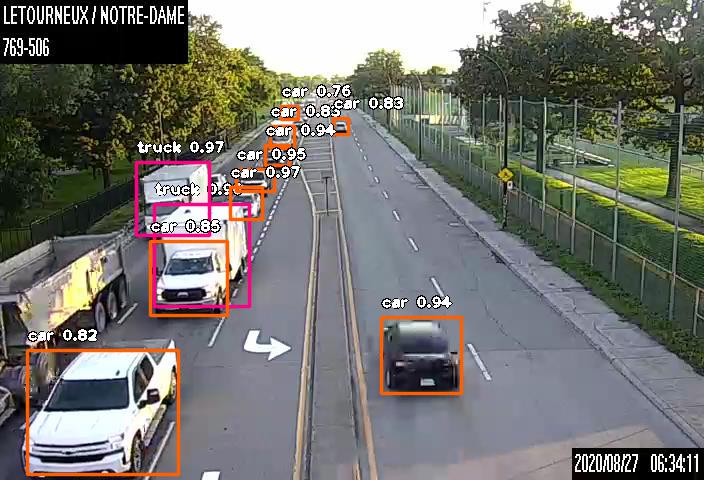 LETOURNEUX / NOTRE-DAME
769-506
car 0.76
car 0.83
car 0.83
car 0.94
truck 0.97
car 0.95
car 0.97
truck
car 0.85
car 0.94
car 0.82
2020/08/27 06:34:11